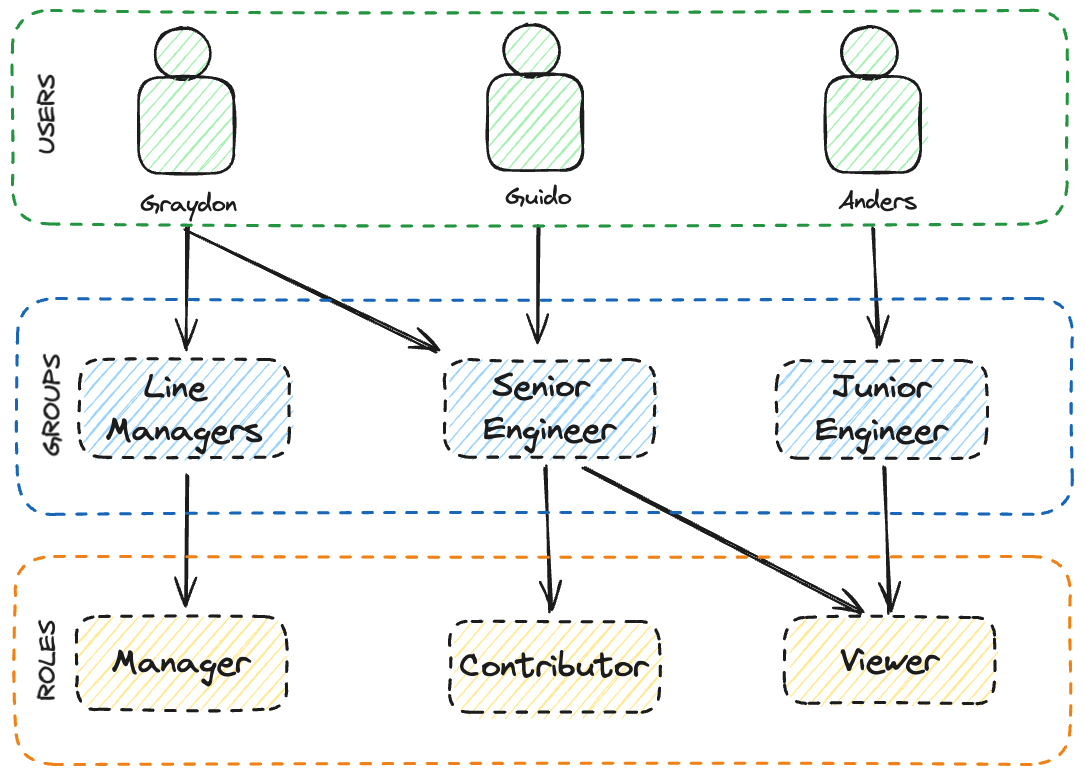 USERS
Graydon
Guido
Anders
GROUPS
Line
Managers
Senior
Engineer
Junior
Engineer
ROLES
Manager
Contributor
Viewer